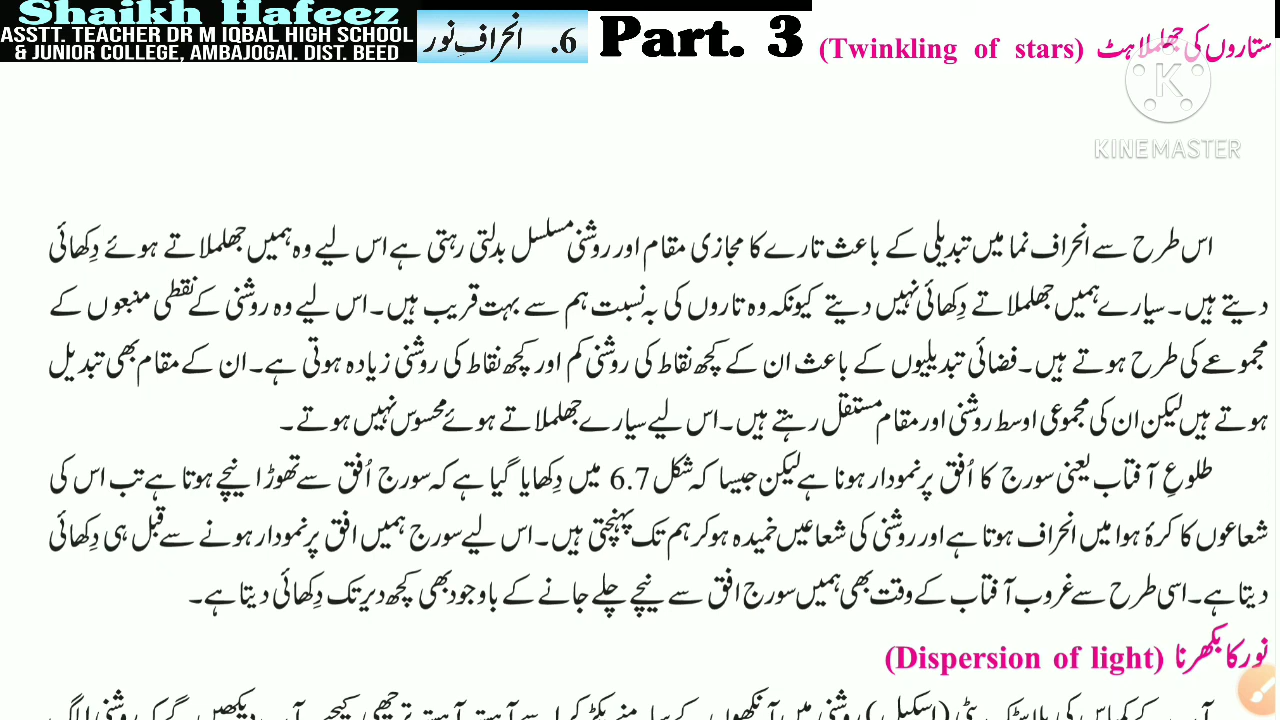 Shaikh Hafeez
ASSTT. TEACHER DR M IQBAL HIGH SCHOOL
& JUNIOR COLLEGE, AMBAJOGAI. DIST. BEED
6. انحرافِ نور
Part. 3
ستاروں کی جھلملاہٹ (Twinkling of stars)
KINEMASTER
اس طرح سے انحراف نما میں تبدیلی کے باعث تارے کا مجازی مقام اور روشنی مسلسل بدلتی رہتی ہے اس لیے وہ ہمیں جھلملاتے ہوئے دِکھائی
دیتے ہیں۔ سیارے ہمیں جھلملاتے دِکھائی نہیں دیتے کیونکہ وہ تاروں کی بہ نسبت ہم سے بہت قریب ہیں۔ اس لیے وہ روشنی کے نقطی منبعوں کے
مجموعے کی طرح ہوتے ہیں۔ فضائی تبدیلیوں کے باعث ان کے کچھ نقاط کی روشنی کم اور کچھ نقاط کی روشنی زیادہ ہوتی ہے۔ ان کے مقام بھی تبدیل
ہوتے ہیں لیکن ان کی مجموعی اوسط روشنی اور مقام مستقل رہتے ہیں۔ اس لیے سیارے جھلملاتے ہوئے محسوس نہیں ہوتے۔
طلوعِ آفتاب یعنی سورج کا اُفق پر نمودار ہونا ہے لیکن جیسا کہ شکل 6.7 میں دِکھایا گیا ہے کہ سورج اُفق سے تھوڑا نیچے ہوتا ہے تب اس کی
شعاعوں کا کرۂ ہوا میں انحراف ہوتا ہے اور روشنی کی شعاعیں خمیدہ ہوکر ہم تک پہنچتی ہیں۔ اس لیے سورج ہمیں افق پر نمودار ہونے سے قبل ہی دِکھائی
دیتا ہے۔ اسی طرح سے غروب آفتاب کے وقت بھی ہمیں سورج افق سے نیچے چلے جانے کے باوجود بھی کچھ دیر تک دِکھائی دیتا ہے۔
نور کا بکھرنا (Dispersion of light)